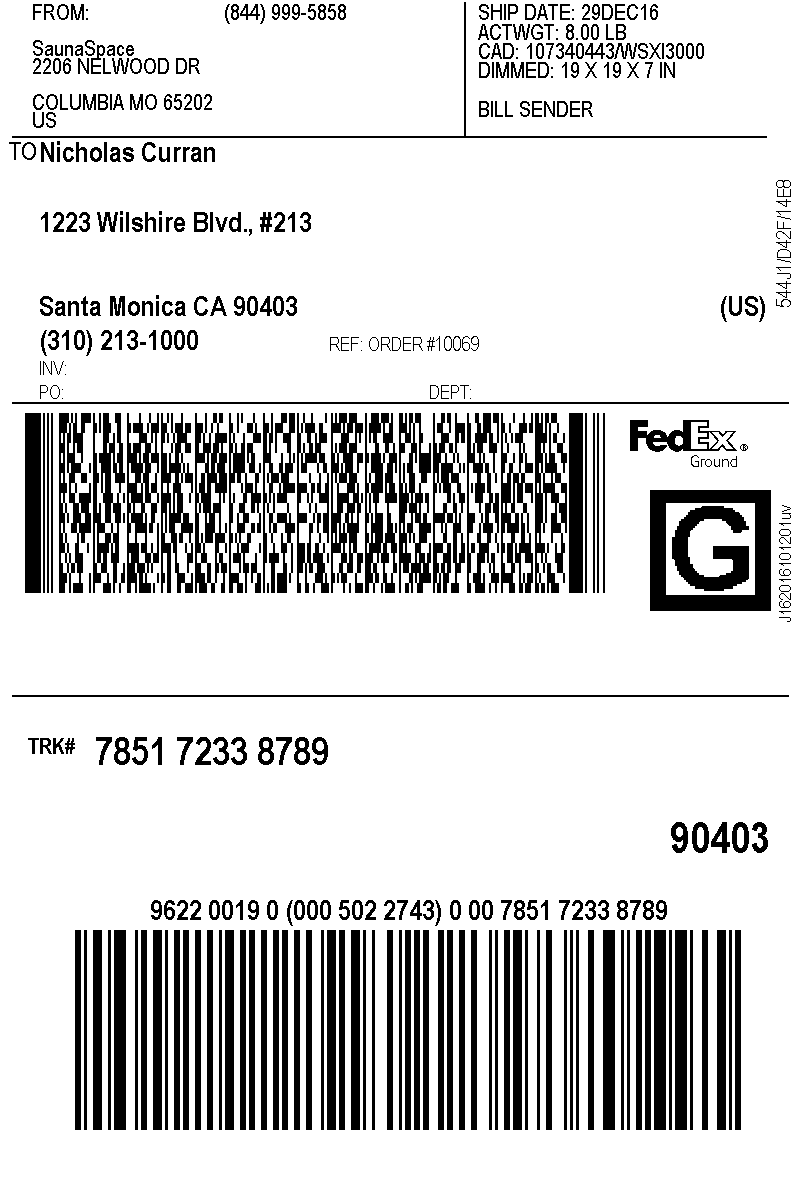 FROM: (844) 999-5858
SaunaSpace
2206 NELWOOD DR
COLUMBIA MO 65202
US
SHIP DATE: 29DEC16
ACTWGT: 8.00 LB
CAD: 107340443/WSXI3000
DIMMED: 19 X 19 X 7 IN
BILL SENDER
TO Nicholas Curran
1223 Wilshire Blvd., #213
Santa Monica CA 90403 (US)
(310) 213-1000 REF: ORDER #10069
INV:
PO: DEPT:
544J1/D42F/14E8
FedEx®
Ground
G
J162016101201uv
TRK# 7851 7233 8789
90403
9622 0019 0 (000 502 2743) 0 00 7851 7233 8789